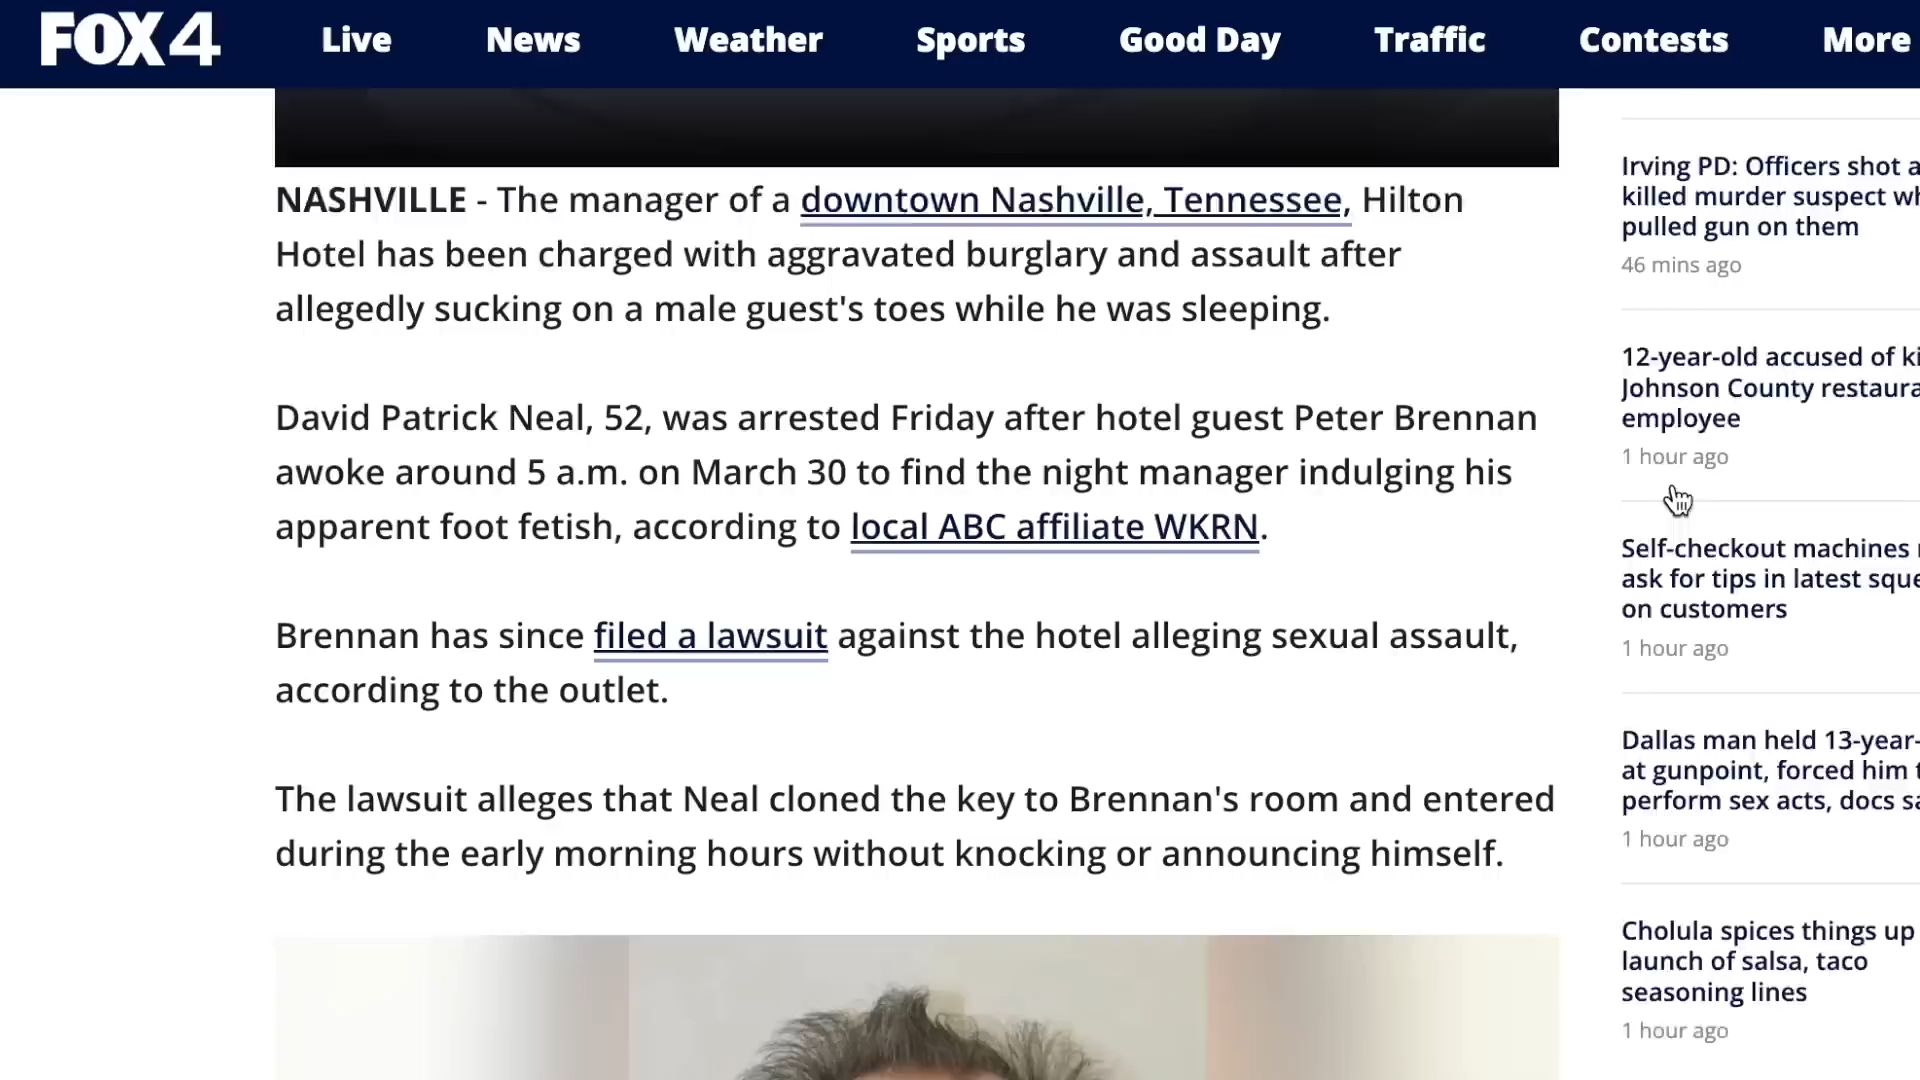 FOX 4 Live News Weather Sports Good Day Traffic Contests More
NASHVILLE - The manager of a downtown Nashville, Tennessee, Hilton
Hotel has been charged with aggravated burglary and assault after
allegedly sucking on a male guest's toes while he was sleeping.
David Patrick Neal, 52, was arrested Friday after hotel guest Peter Brennan
awoke around 5 a.m. on March 30 to find the night manager indulging his
apparent foot fetish, according to local ABC affiliate WKRN.
Brennan has since filed a lawsuit against the hotel alleging sexual assault,
according to the outlet.
The lawsuit alleges that Neal cloned the key to Brennan's room and entered
during the early morning hours without knocking or announcing himself.
Irving PD: Officers shot
killed murder suspect
pulled gun on them
46 mins ago
12-year-old accused of
Johnson County
employee
1 hour ago
Self-checkout machines
ask for tips in latest
on customers
1 hour ago
Dallas man held 13-year-
at gunpoint, forced him
perform sex acts, docs
1 hour ago
Cholula spices things up
launch of salsa, taco
seasoning lines
1 hour ago